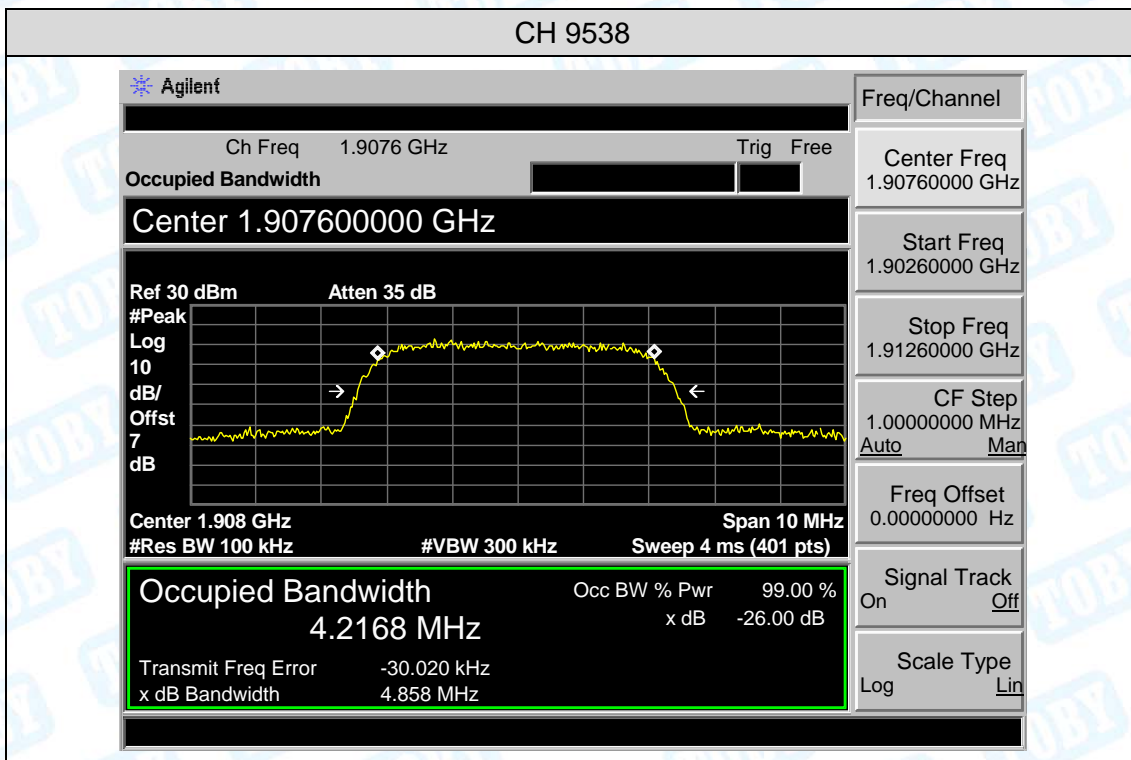 CH 9538
Agilent
Freq/Channel
Ch Freq 1.9076 GHz Trig Free
Occupied Bandwidth
Center 1.907600000 GHz
Ref 30 dBm Atten 35 dB
#Peak
Log
10
dB/
Offst
7
dB
Center 1.908 GHz Span 10 MHz
#Res BW 100 kHz #VBW 300 kHz Sweep 4 ms (401 pts)
Occupied Bandwidth Occ BW % Pwr 99.00 %
4.2168 MHz x dB -26.00 dB
Transmit Freq Error -30.020 kHz
x dB Bandwidth 4.858 MHz
Center Freq
1.90760000 GHz
Start Freq
1.90260000 GHz
Stop Freq
1.91260000 GHz
CF Step
1.00000000 MHz
Auto Man
Freq Offset
0.00000000 Hz
Signal Track
On Off
Scale Type
Log Lin
TOBY